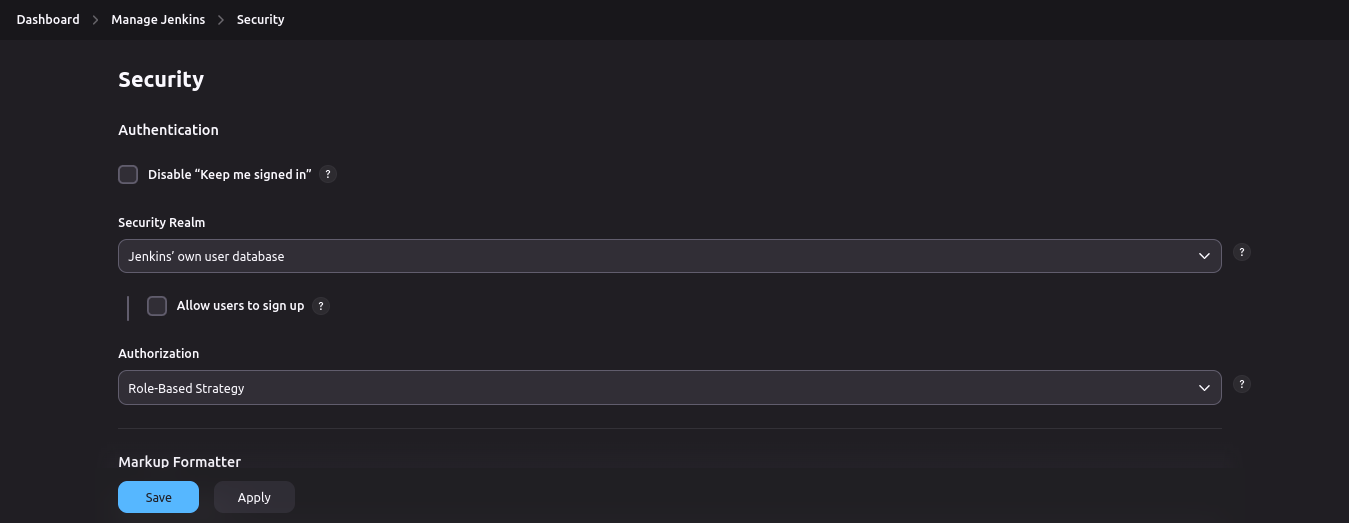 Dashboard > Manage Jenkins > Security
Security
Authentication
Disable “Keep me signed in” ?
Security Realm
Jenkins’ own user database
?
Allow users to sign up ?
Authorization
Role-Based Strategy
?
Markup Formatter
Save Apply